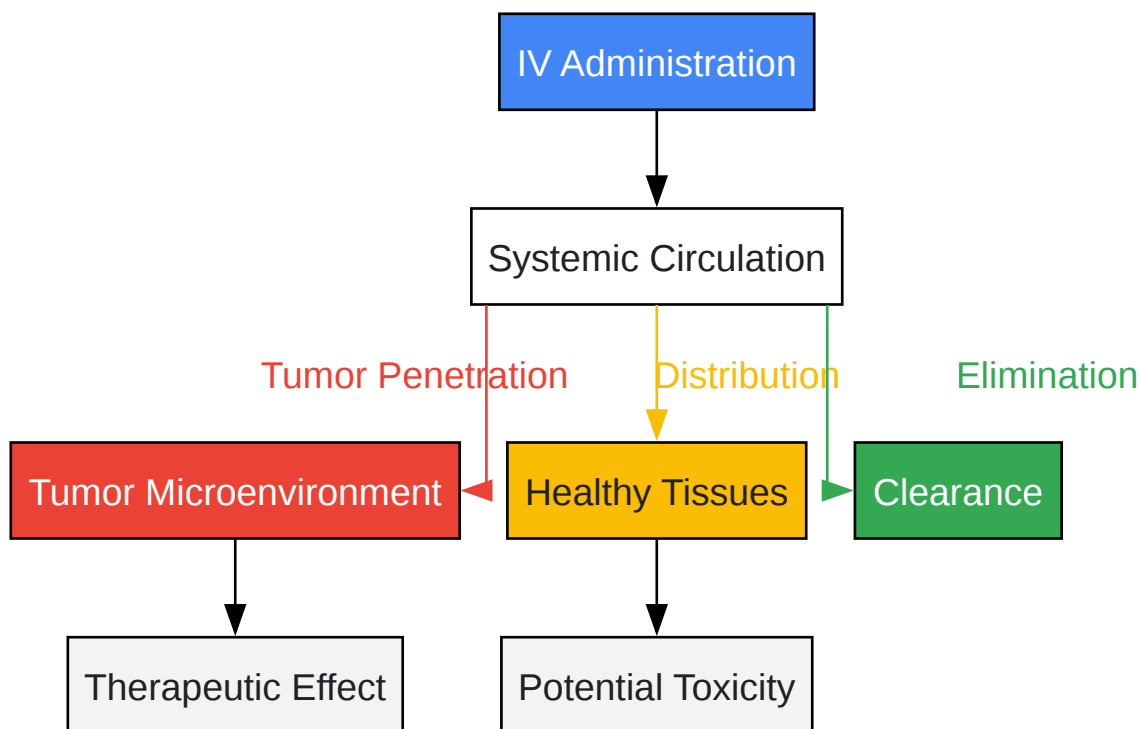 IV Administration
Systemic Circulation
Tumor Penetration
Distribution
Elimination
Tumor Microenvironment
Healthy Tissues
Clearance
Therapeutic Effect
Potential Toxicity